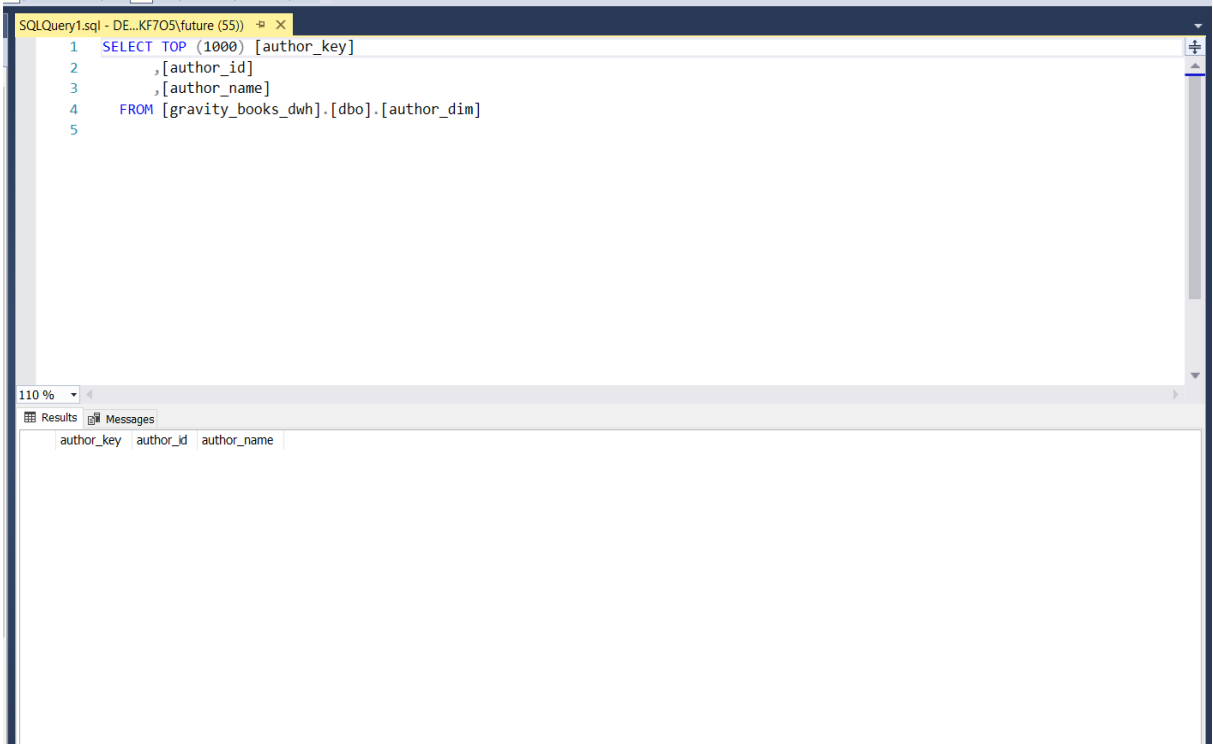 SQLQuery1.sql - DE...KF7O5\future (55))
1 SELECT TOP (1000) [author_key]
2 ,[author_id]
3 ,[author_name]
4 FROM [gravity_books_dwh].[dbo].[author_dim]
5
110 %
Results Messages
author_key author_id author_name